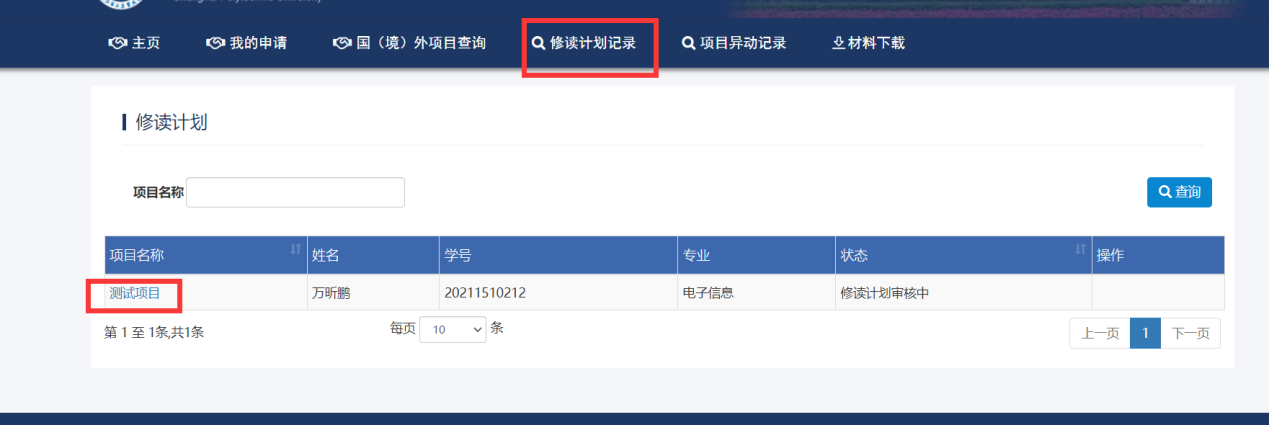 Shanghai Polytechnic University
主页 我的申请 国（境）外项目查询 修读计划记录 项目异动记录 材料下载
修读计划
项目名称 查询
项目名称 姓名 学号 专业 状态 操作
测试项目 万昕鹏 20211510212 电子信息 修读计划审核中
第 1 至 1条,共1条 每页 10 条 上一页 1 下一页